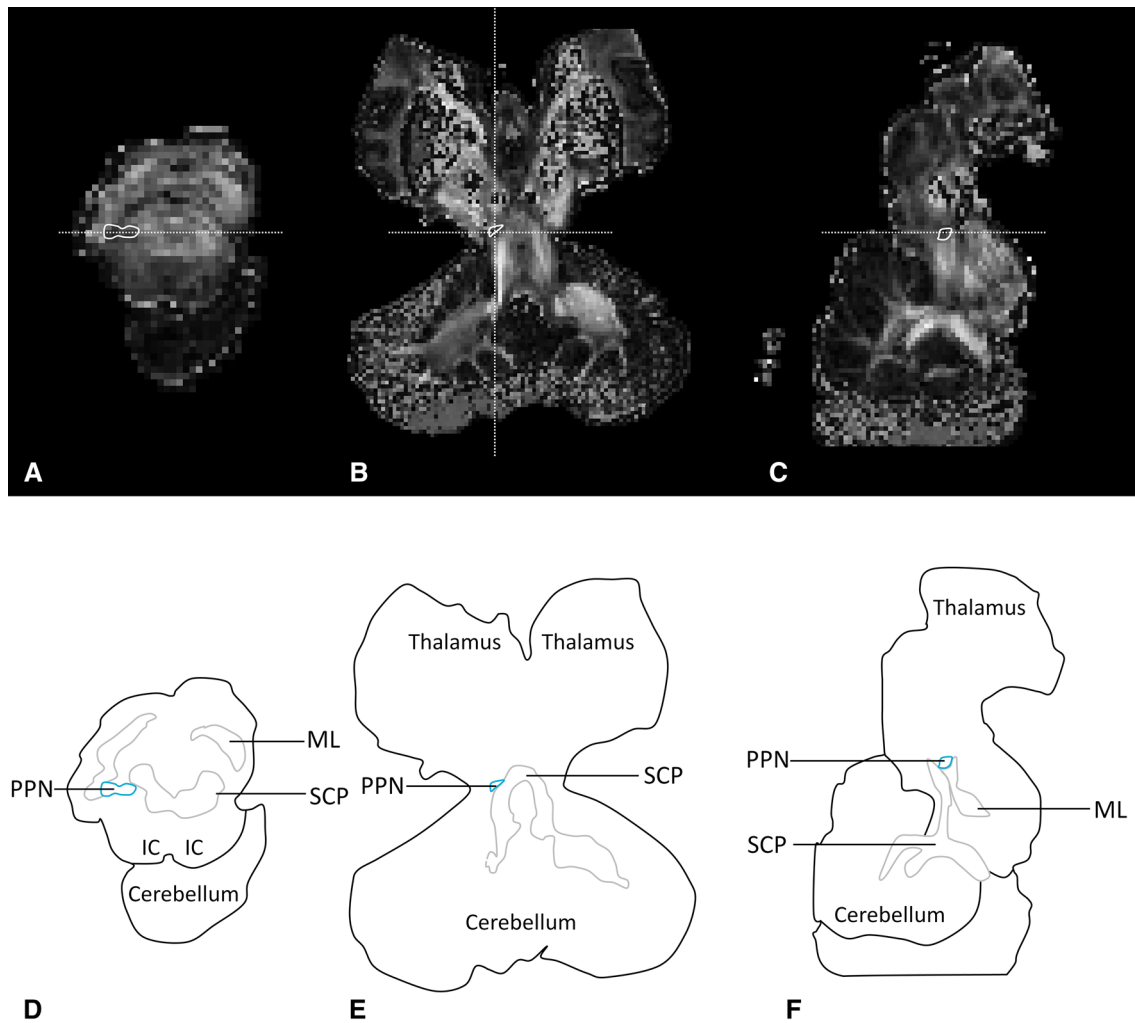 A
B
C
Thalamus
Thalamus
Thalamus
ML
PPN
SCP
IC
IC
Cerebellum
PPN
SCP
Cerebellum
PPN
ML
SCP
Cerebellum
D
E
F